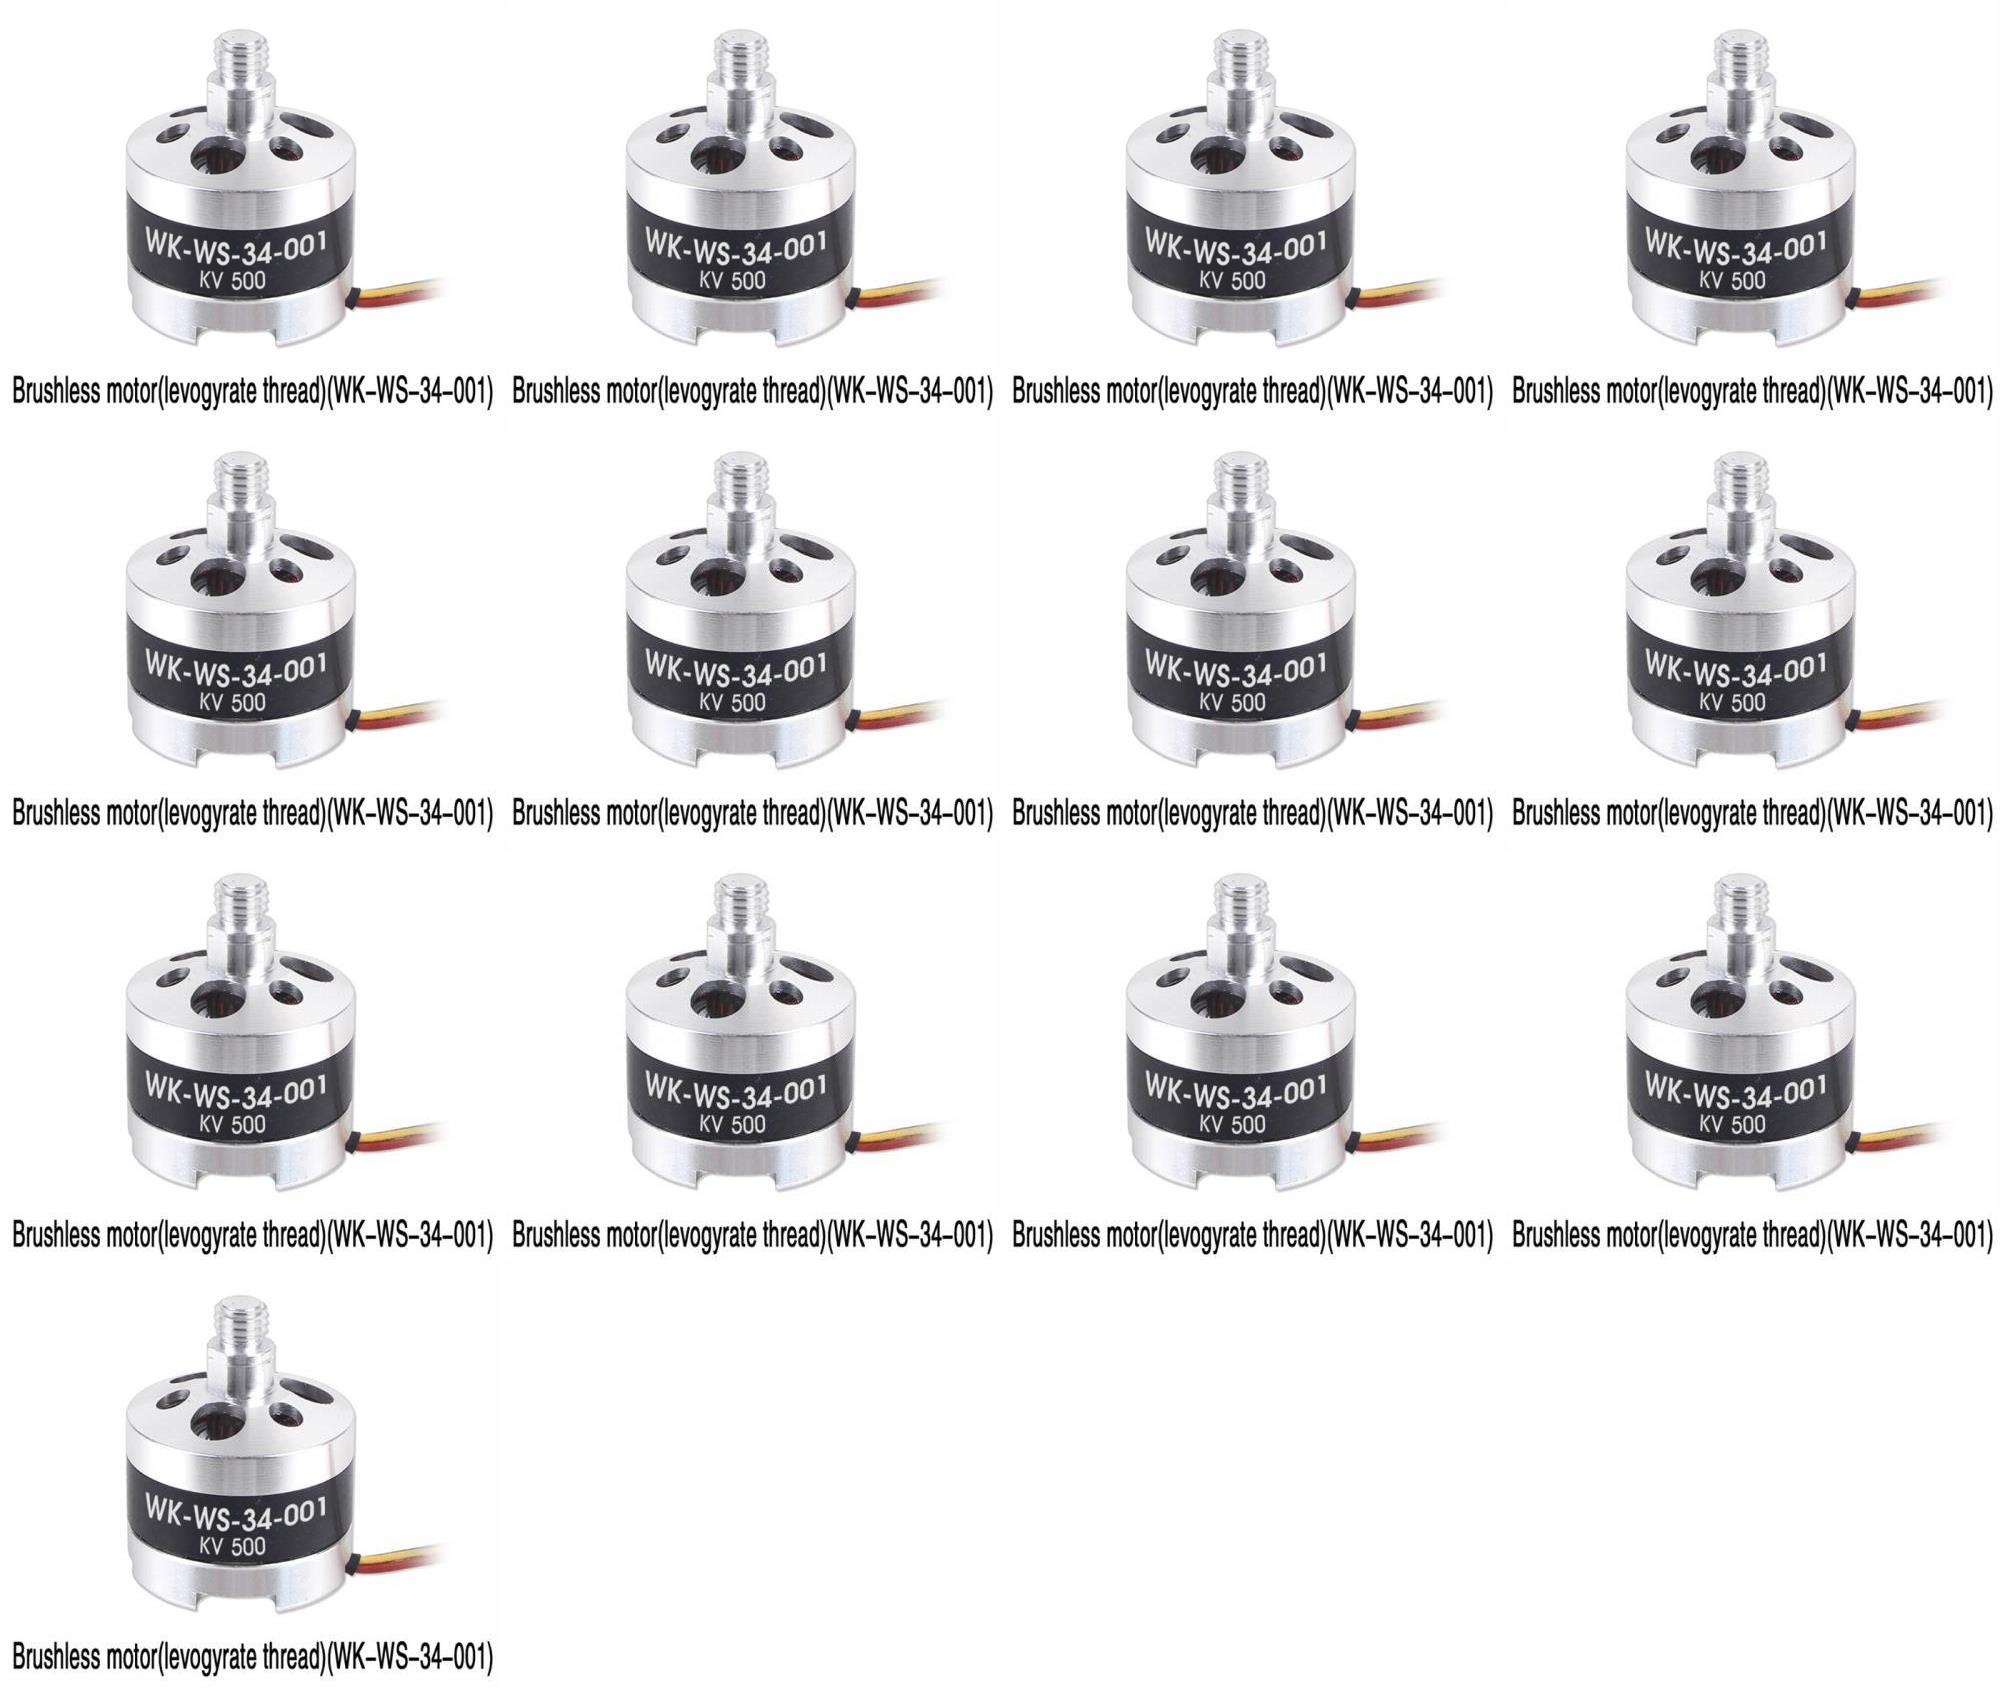 WK-WS-34-001 WK-WS-34-001 WK-WS-34-001 WK-WS-34-001
KV 500 KV 500 KV 500 KV 500
Brushless motor(levogyrate thread)(WK-WS-34-001) Brushless motor(levogyrate thread)(WK-WS-34-001) Brushless motor(levogyrate thread)(WK-WS-34-001) Brushless motor(levogyrate thread)(WK-WS-34-001)
WK-WS-34-001 WK-WS-34-001 WK-WS-34-001 WK-WS-34-001
KV 500 KV 500 KV 500 KV 500
Brushless motor(levogyrate thread)(WK-WS-34-001) Brushless motor(levogyrate thread)(WK-WS-34-001) Brushless motor(levogyrate thread)(WK-WS-34-001) Brushless motor(levogyrate thread)(WK-WS-34-001)
WK-WS-34-001 WK-WS-34-001 WK-WS-34-001 WK-WS-34-001
KV 500 KV 500 KV 500 KV 500
Brushless motor(levogyrate thread)(WK-WS-34-001) Brushless motor(levogyrate thread)(WK-WS-34-001) Brushless motor(levogyrate thread)(WK-WS-34-001) Brushless motor(levogyrate thread)(WK-WS-34-001)
WK-WS-34-001
KV 500
Brushless motor(levogyrate thread)(WK-WS-34-001)